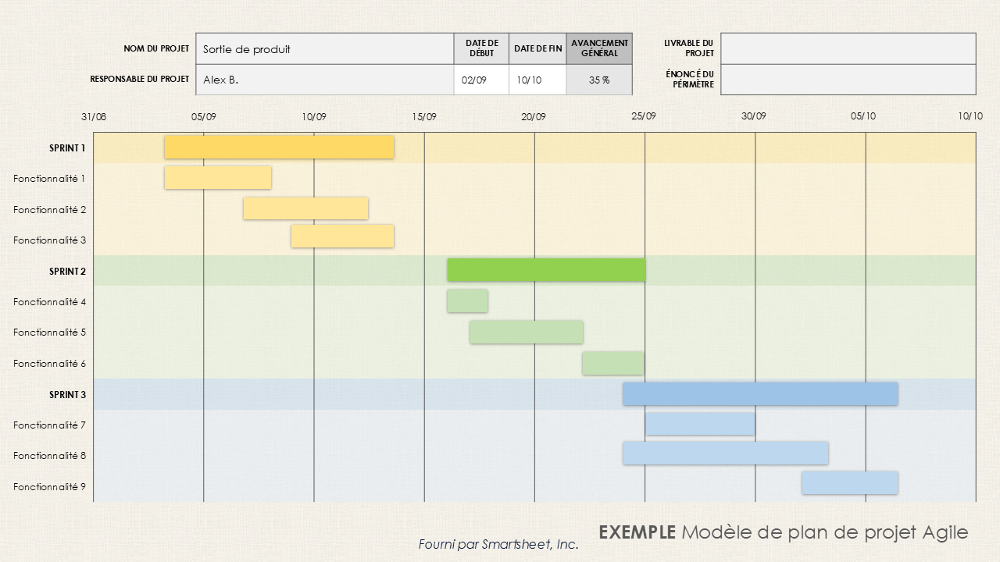 NOM DU PROJET
Sortie de produit
DATE DE
DÉBUT
DATE DE FIN
AVANCEMENT
GÉNÉRAL
LIVRABLE DU
PROJET
RESPONSABLE DU PROJET
Alex B.
02/09
10/10
35 %
ÉNONCÉ DU
PÉRIMÈTRE
31/08
05/09
10/09
15/09
20/09
25/09
30/09
05/10
10/10
SPRINT 1
Fonctionnalité 1
Fonctionnalité 2
Fonctionnalité 3
SPRINT 2
Fonctionnalité 4
Fonctionnalité 5
Fonctionnalité 6
SPRINT 3
Fonctionnalité 7
Fonctionnalité 8
Fonctionnalité 9
EXEMPLE Modèle de plan de projet Agile
Fourni par Smartsheet, Inc.